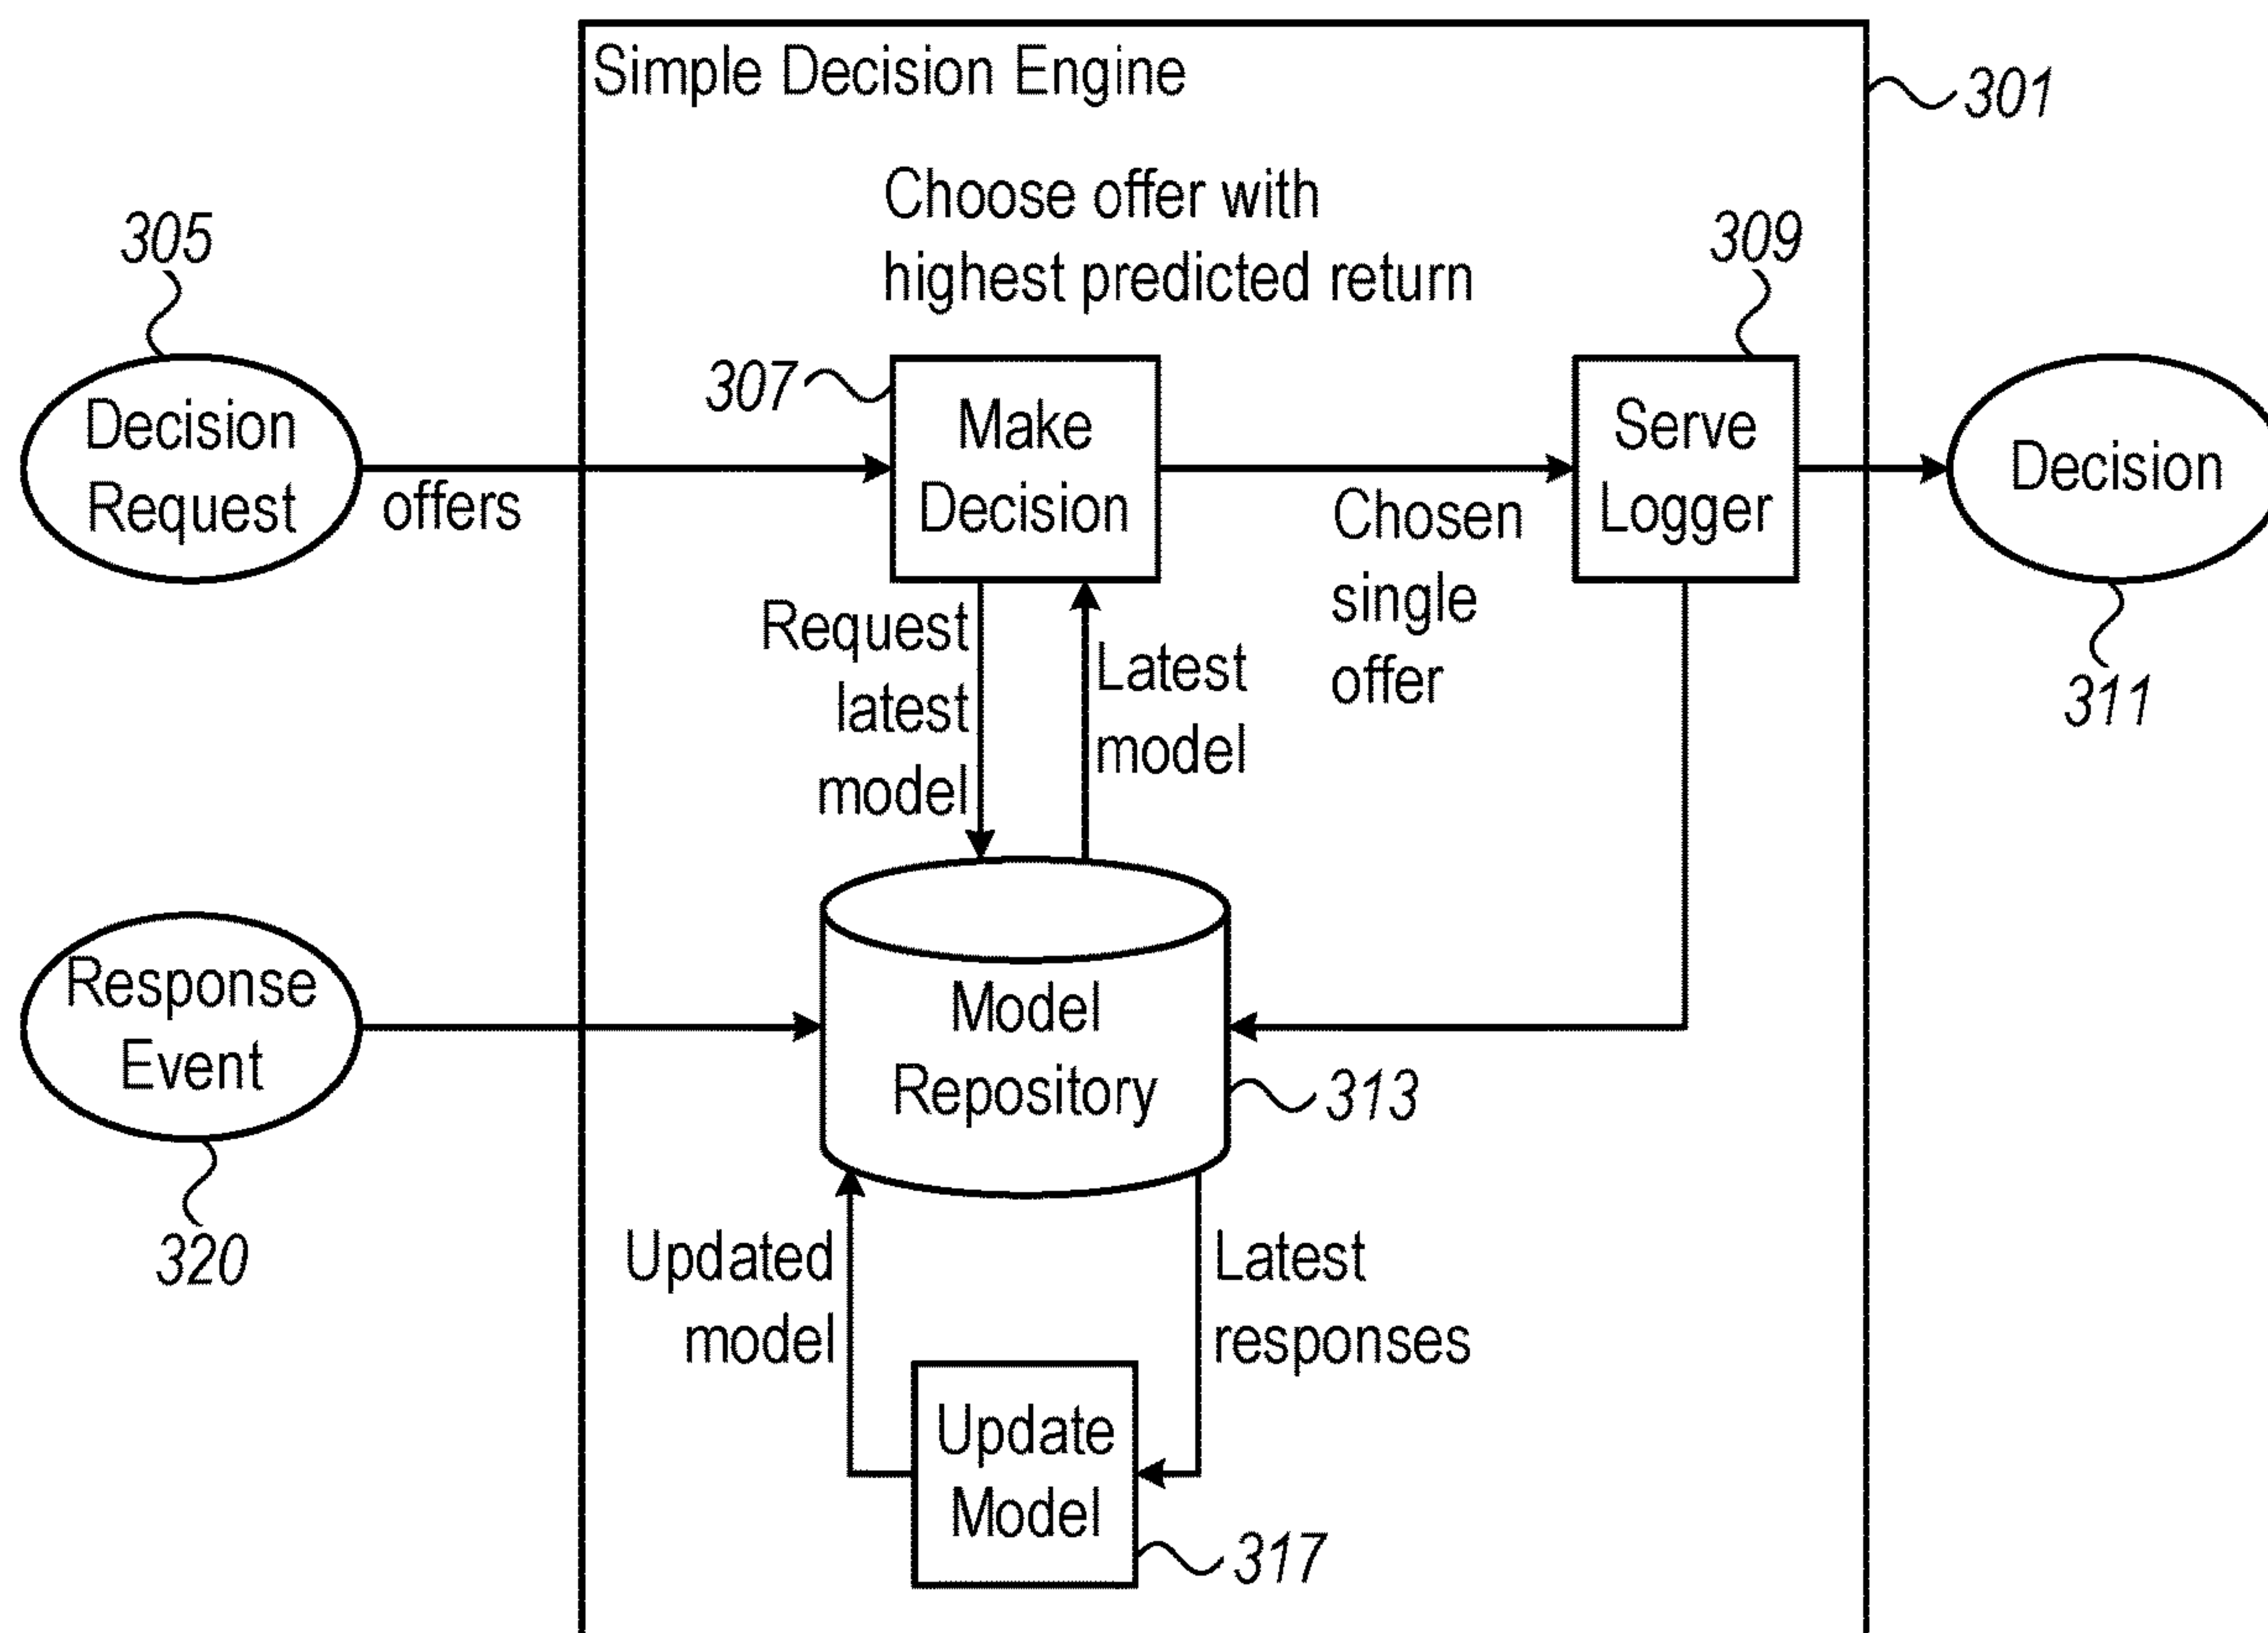 Simple Decision Engine
301
Choose offer with
highest predicted return
305
307
309
Decision
Request
offers
Make
Decision
Chosen
single
offer
Serve
Logger
Decision
311
Request
latest
model
Latest
model
Response
Event
320
Model
Repository
313
Updated
model
Latest
responses
Update
Model
317